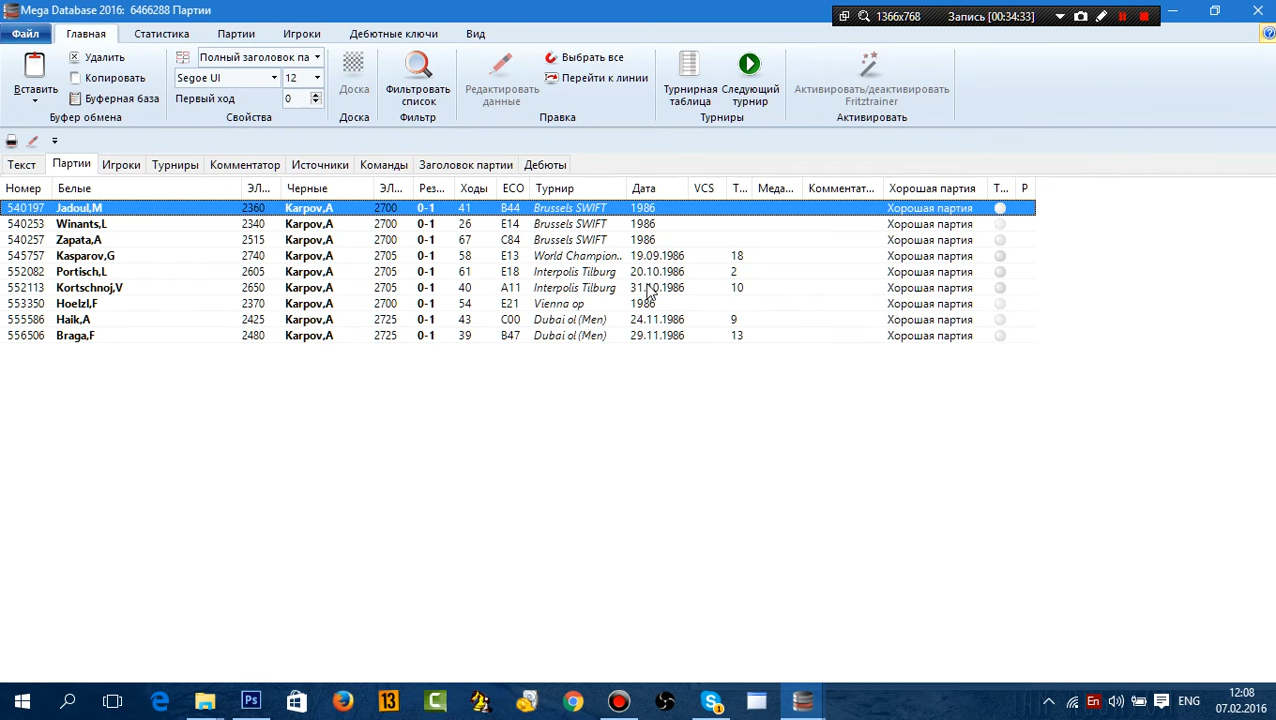 Mega Database 2016: 6466288 Партии
1366x768 Запись [00:34:33]
Файл Главная Статистика Партии Игроки Дебютные ключи Вид
Вставить
Удалить
Копировать
Буферная база
Буфер обмена
Полный заголовок па
Segoe UI 12
Первый ход 0
Свойства
Доска
Доска
Фильтровать список
Фильтр
Редактировать данные
Выбрать все
Перейти к линии
Правка
Турнирная таблица
Следующий турнир
Турниры
Активировать/деактивировать Fritztrainer
Активировать
Текст Партии Игроки Турниры Комментатор Источники Команды Заголовок партии Дебюты
Номер Белые ЭЛ... Черные ЭЛ... Рез... Ходы ECO Турнир Дата VCS Т... Меда... Комментат... Хорошая партия Т... Р
540197 Jadoul,M 2360 Karpov,A 2700 0-1 41 B44 Brussels SWIFT 1986 Хорошая партия
540253 Winants,L 2340 Karpov,A 2700 0-1 26 E14 Brussels SWIFT 1986 Хорошая партия
540257 Zapata,A 2515 Karpov,A 2700 0-1 67 C84 Brussels SWIFT 1986 Хорошая партия
545757 Kasparov,G 2740 Karpov,A 2705 0-1 58 E13 World Champion.. 19.09.1986 18 Хорошая партия
552082 Portisch,L 2605 Karpov,A 2705 0-1 61 E18 Interpolis Tilburg 20.10.1986 2 Хорошая партия
552113 Kortschnoj,V 2650 Karpov,A 2705 0-1 40 A11 Interpolis Tilburg 31.10.1986 10 Хорошая партия
553350 Hoelzl,F 2370 Karpov,A 2705 0-1 54 E21 Vienna op 1986 Хорошая партия
555586 Haik,A 2425 Karpov,A 2725 0-1 43 C00 Dubai ol (Men) 24.11.1986 9 Хорошая партия
556506 Braga,F 2480 Karpov,A 2725 0-1 39 B47 Dubai ol (Men) 29.11.1986 13 Хорошая партия
Ps 13 C En ENG
12:08
07.02.2016